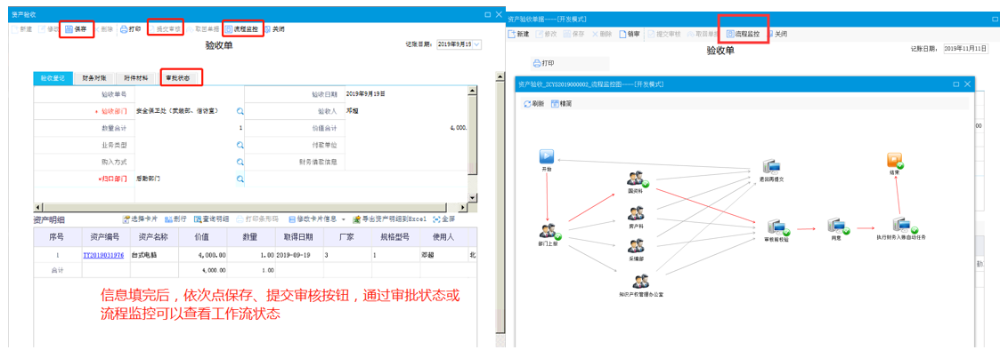 资产验收
新建 修改 保存 删除 打印 提交审核 取回单据 流程监控 关闭
验收单
记账日期: 2019年9月19
验收登记 财务对账 附件材料 审批状态
验收单号 验收日期 2019年9月19日
* 验收部门 安全保卫处（武装部、信访室） 验收人 邓超
数量合计 1 价值合计 4,000.
业务类型 付款单位
购入方式 财务借款信息
*归口部门 后勤部门
资产明细 选择卡片 删行 查询明细 打印条形码 修改卡片信息 导出资产明细到Excel 全屏
序号 资产编号 资产名称 价值 数量 取得日期 厂家 规格型号 使用人
1 TY2019031976 台式电脑 4,000.00 1.00 2019-09-19 3 1 邓超 北
合计 4,000.00 1.00
信息填完后，依次点保存、提交审核按钮，通过审批状态或
流程监控可以查看工作流状态
资产验收单据----[开发模式]
新建 修改 保存 删除 销审 提交审核 取回单据 流程监控 关闭
验收单
记账日期: 2019年11月11日
打印
资产验收_ZCYS2019000002_流程监控图----[开发模式]
刷新 精简
00
开始
国资科
退回再提交
结束
部门上报
房产科
审核前校验
同意
执行财务入账自动任务
采编部
知识产权管理办公室
勤